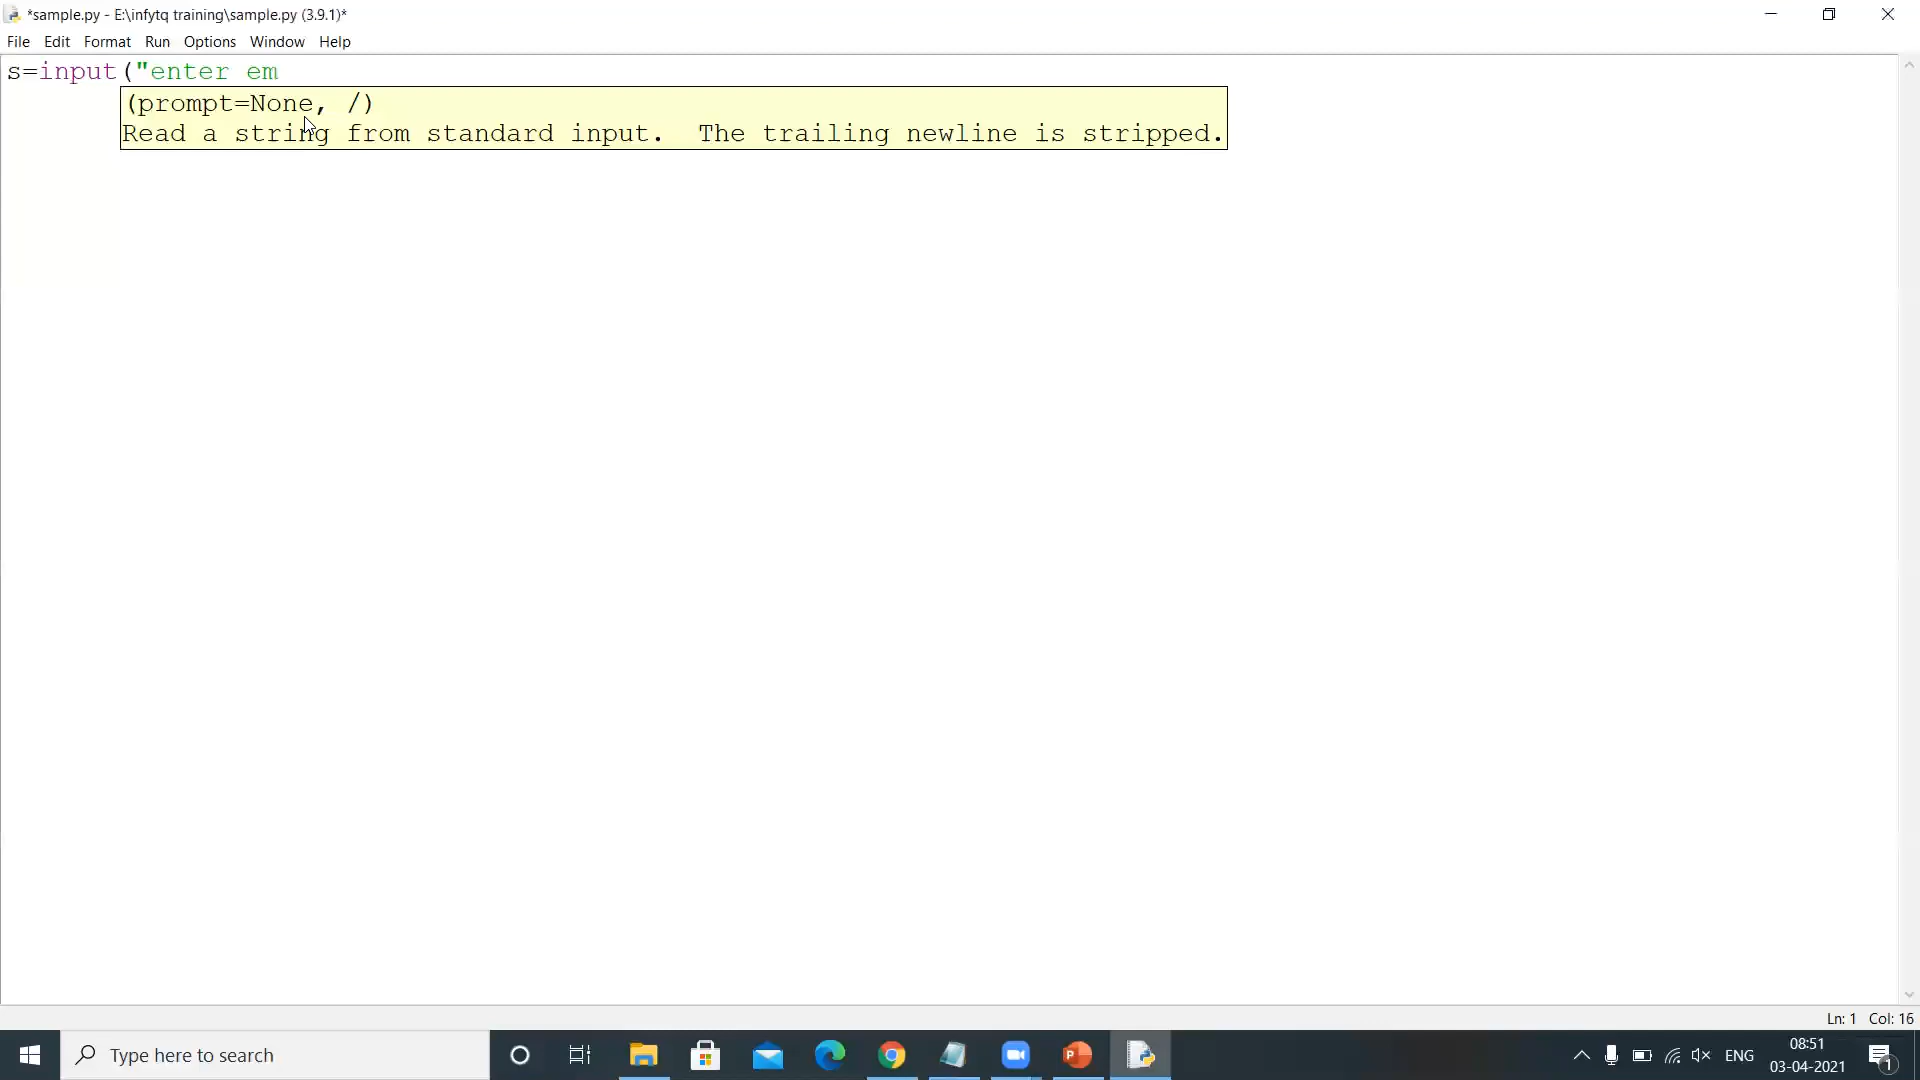 *sample.py - E:\infytq training\sample.py (3.9.1)*
File Edit Format Run Options Window Help
s=input("enter em
(prompt=None, /)
Read a string from standard input.  The trailing newline is stripped.
Ln: 1 Col: 16
Type here to search
ENG
08:51
03-04-2021
1